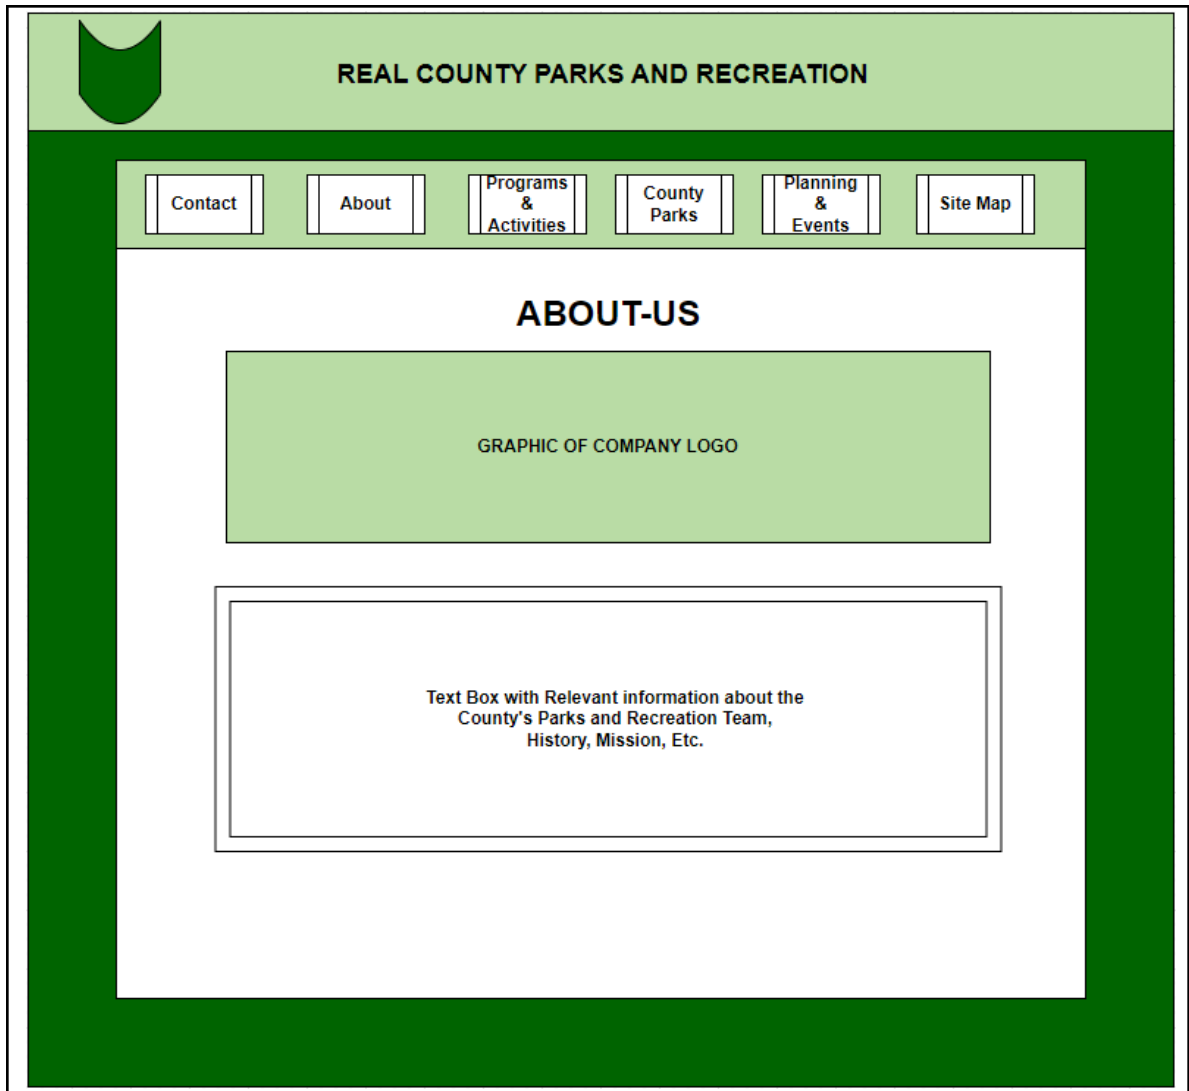 REAL COUNTY PARKS AND RECREATION
Contact
About
Programs
&
Activities
County
Parks
Planning
&
Events
Site Map
ABOUT-US
GRAPHIC OF COMPANY LOGO
Text Box with Relevant information about the
County's Parks and Recreation Team,
History, Mission, Etc.